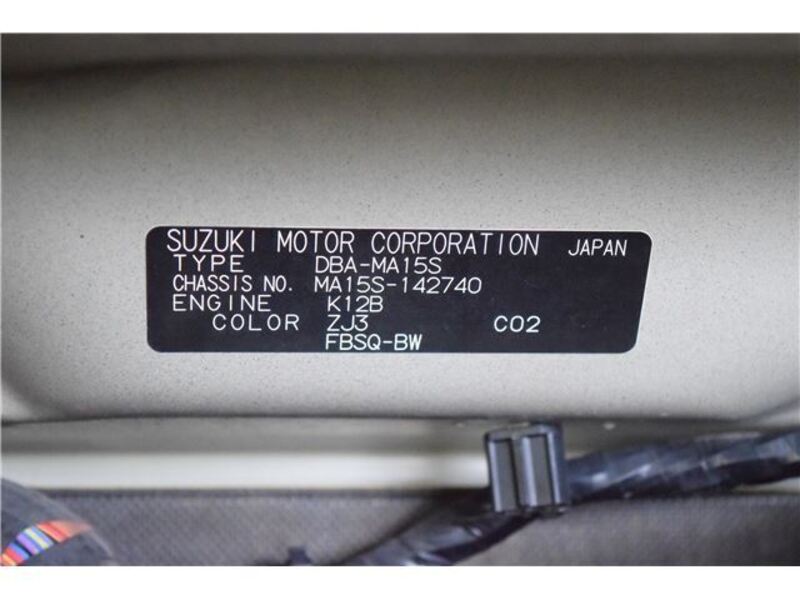 SUZUKI MOTOR CORPORATION JAPAN
TYPE DBA-MA15S
CHASSIS NO. MA15S-142740
ENGINE K12B
COLOR ZJ3 C02
FBSQ-BW